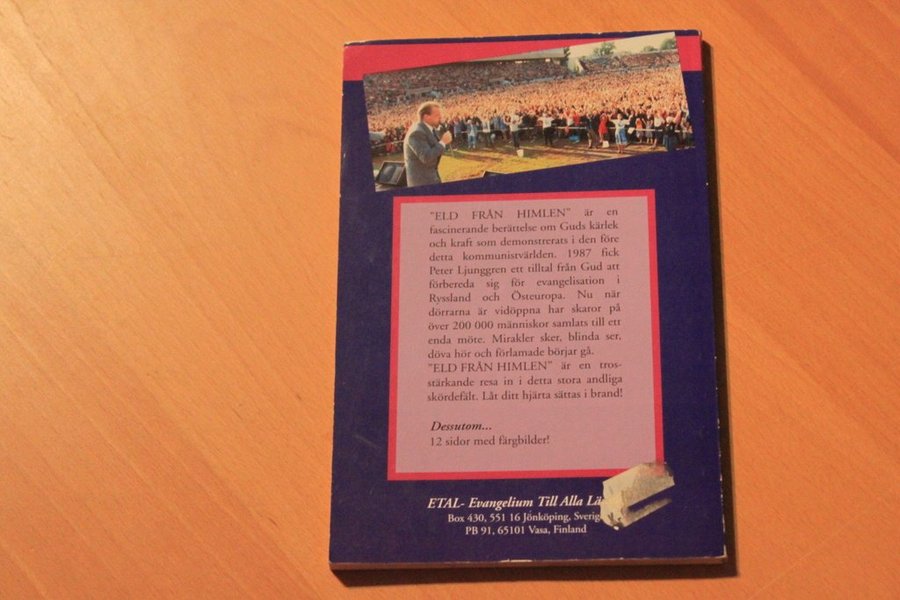 "ELD FRÅN HIMLEN" är en
fascinerande berättelse om Guds kärlek
och kraft som demonstrerats i den före
detta kommunistvärlden. 1987 fick
Peter Ljunggren ett tilltal från Gud att
förbereda sig för evangelisation i
Ryssland och Östeuropa. Nu när
dörrarna är vidöppna har skaror på
över 200 000 människor samlats till ett
enda möte. Mirakler sker, blinda ser,
döva hör och förlamade börjar gå.
"ELD FRÅN HIMLEN" är en tros-
stärkande resa in i detta stora andliga
skördefält. Låt ditt hjärta sättas i brand!
Dessutom...
12 sidor med färgbilder!
ETAL- Evangelium Till Alla
Box 430, 551 16 Jönköping, Sverig
PB 91, 65101 Vasa, Finland